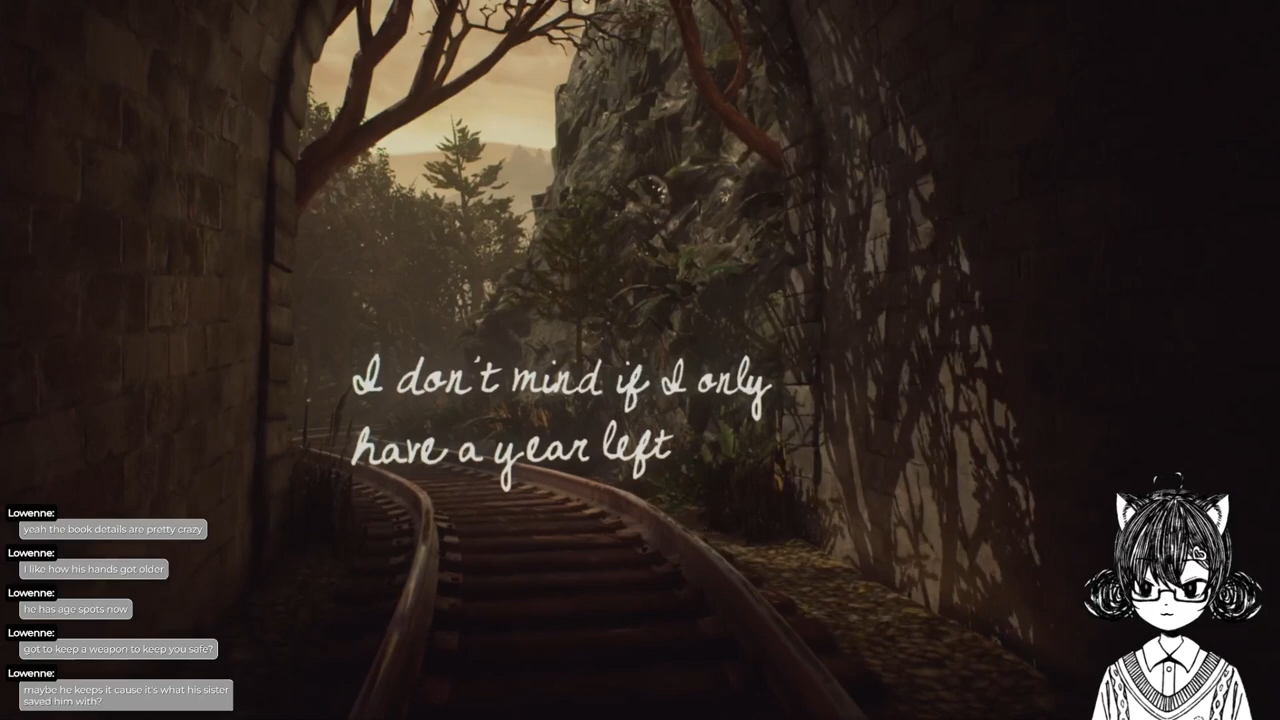 I don't mind if I only
have a year left
Lowenne:
yeah the book details are pretty crazy
Lowenne:
I like how his hands got older
Lowenne:
he has age spots now
Lowenne:
got to keep a weapon to keep you safe?
Lowenne:
maybe he keeps it cause it's what his sister
saved him with?